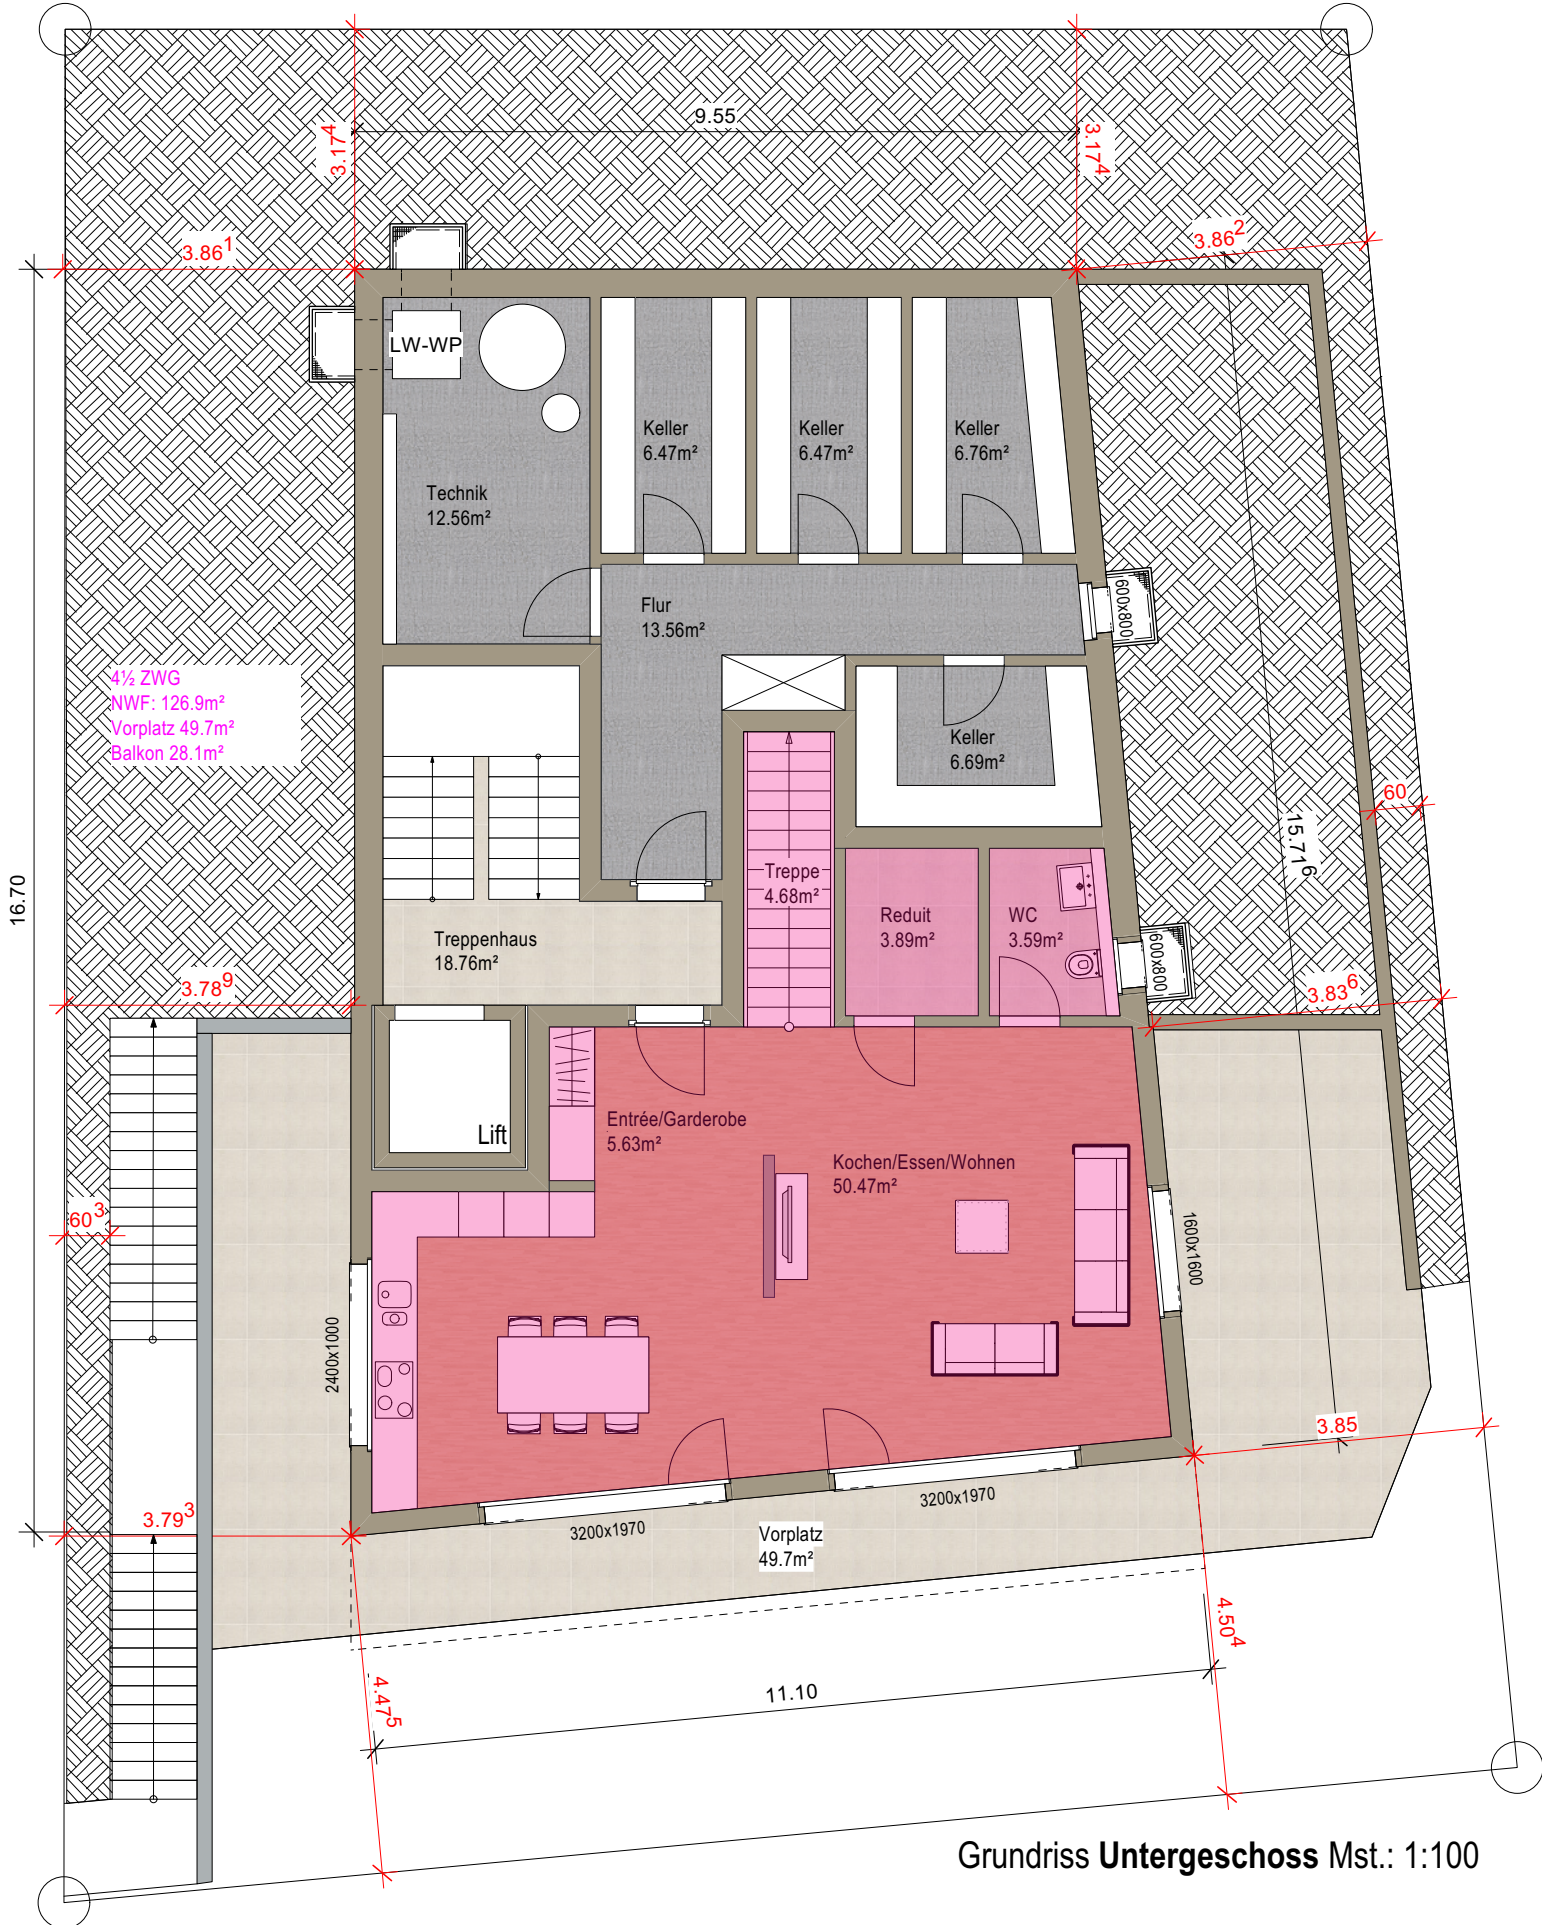 9.55
3.17⁴
3.17⁴
3.86¹
3.86²
LW-WP
Keller
6.47m²
Keller
6.47m²
Keller
6.76m²
Technik
12.56m²
Flur
13.56m²
600x800
4½ ZWG
NWF: 126.9m²
Vorplatz 49.7m²
Balkon 28.1m²
Keller
6.69m²
60
15.71⁶
16.70
Treppe
4.68m²
Reduit
3.89m²
WC
3.59m²
Treppenhaus
18.76m²
600x800
3.78⁹
3.83⁶
Lift
Entrée/Garderobe
5.63m²
Kochen/Essen/Wohnen
50.47m²
60³
1600x1600
2400x1000
3.85
3.79³
3200x1970
3200x1970
Vorplatz
49.7m²
4.50⁴
4.47⁵
11.10
Grundriss Untergeschoss Mst.: 1:100